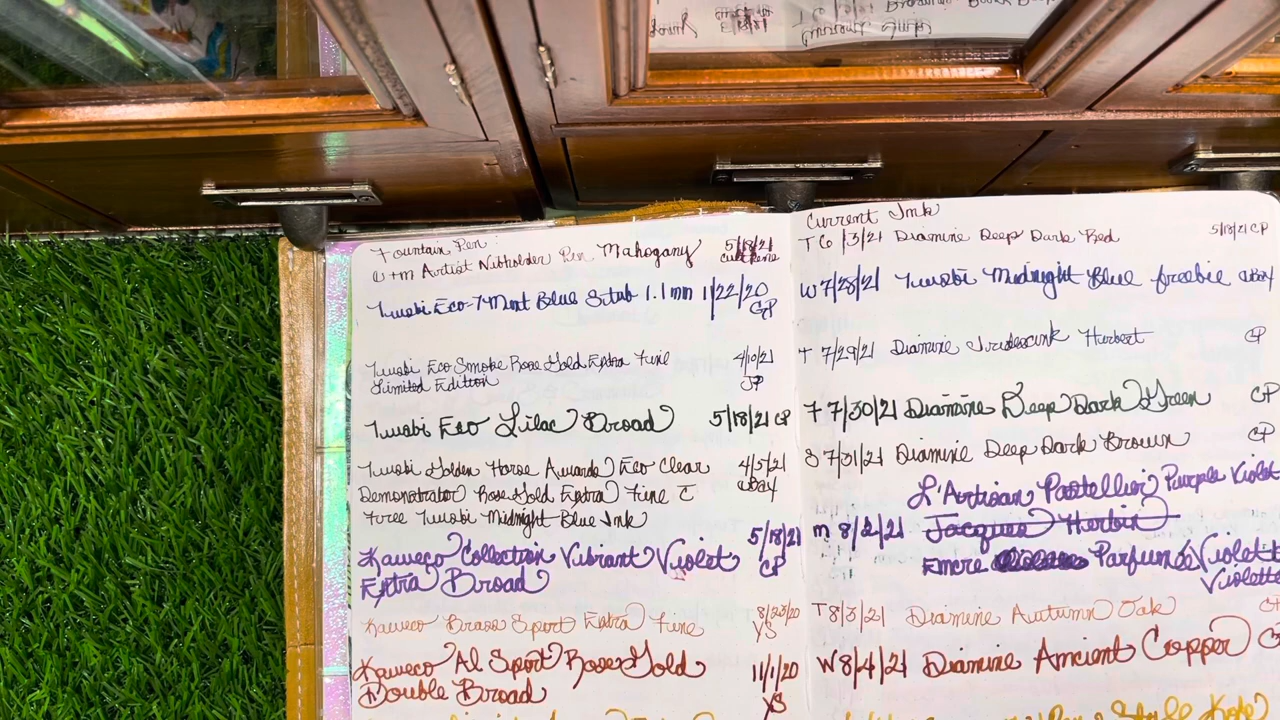 Fountain Pen
C+M Artist Nibholder Pen Mahogany 5/18/21
Twsbi Eco-T Mint Blue Stub 1.1mm 1/22/20
GP
Twsbi Eco Smoke Rose Gold Extra Fine 4/10/21
Limited Edition JP
Twsbi Eco Lilac Broad 5/18/21 CP
Twsbi Golden Horse Award Eco Clear 4/5/21
Demonstrator Rose Gold Extra Fine c̄ ebay
Free Twsbi Midnight Blue Ink
Kaweco Collection Vibrant Violet 5/18/21
Extra Broad CP
Kaweco Brass Sport Extra Fine 8/23/20
YS
Kaweco Al Sport Rose Gold 11/1/20
Double Broad YS
Current Ink
T 6/3/21 Diamine Deep Dark Red 5/18/21 CP
W 7/28/21 Twsbi Midnight Blue freebie ebay
T 7/29/21 Diamine Iridescink Herbert CP
F 7/30/21 Diamine Deep Dark Green CP
S 7/31/21 Diamine Deep Dark Brown CP
L'Artisan Pastellier Purple Violet
M 8/2/21 Jacques Herbin
Emcre Parfumée Violet
Violette
T 8/3/21 Diamine Autumn Oak CP
W 8/4/21 Diamine Ancient Copper